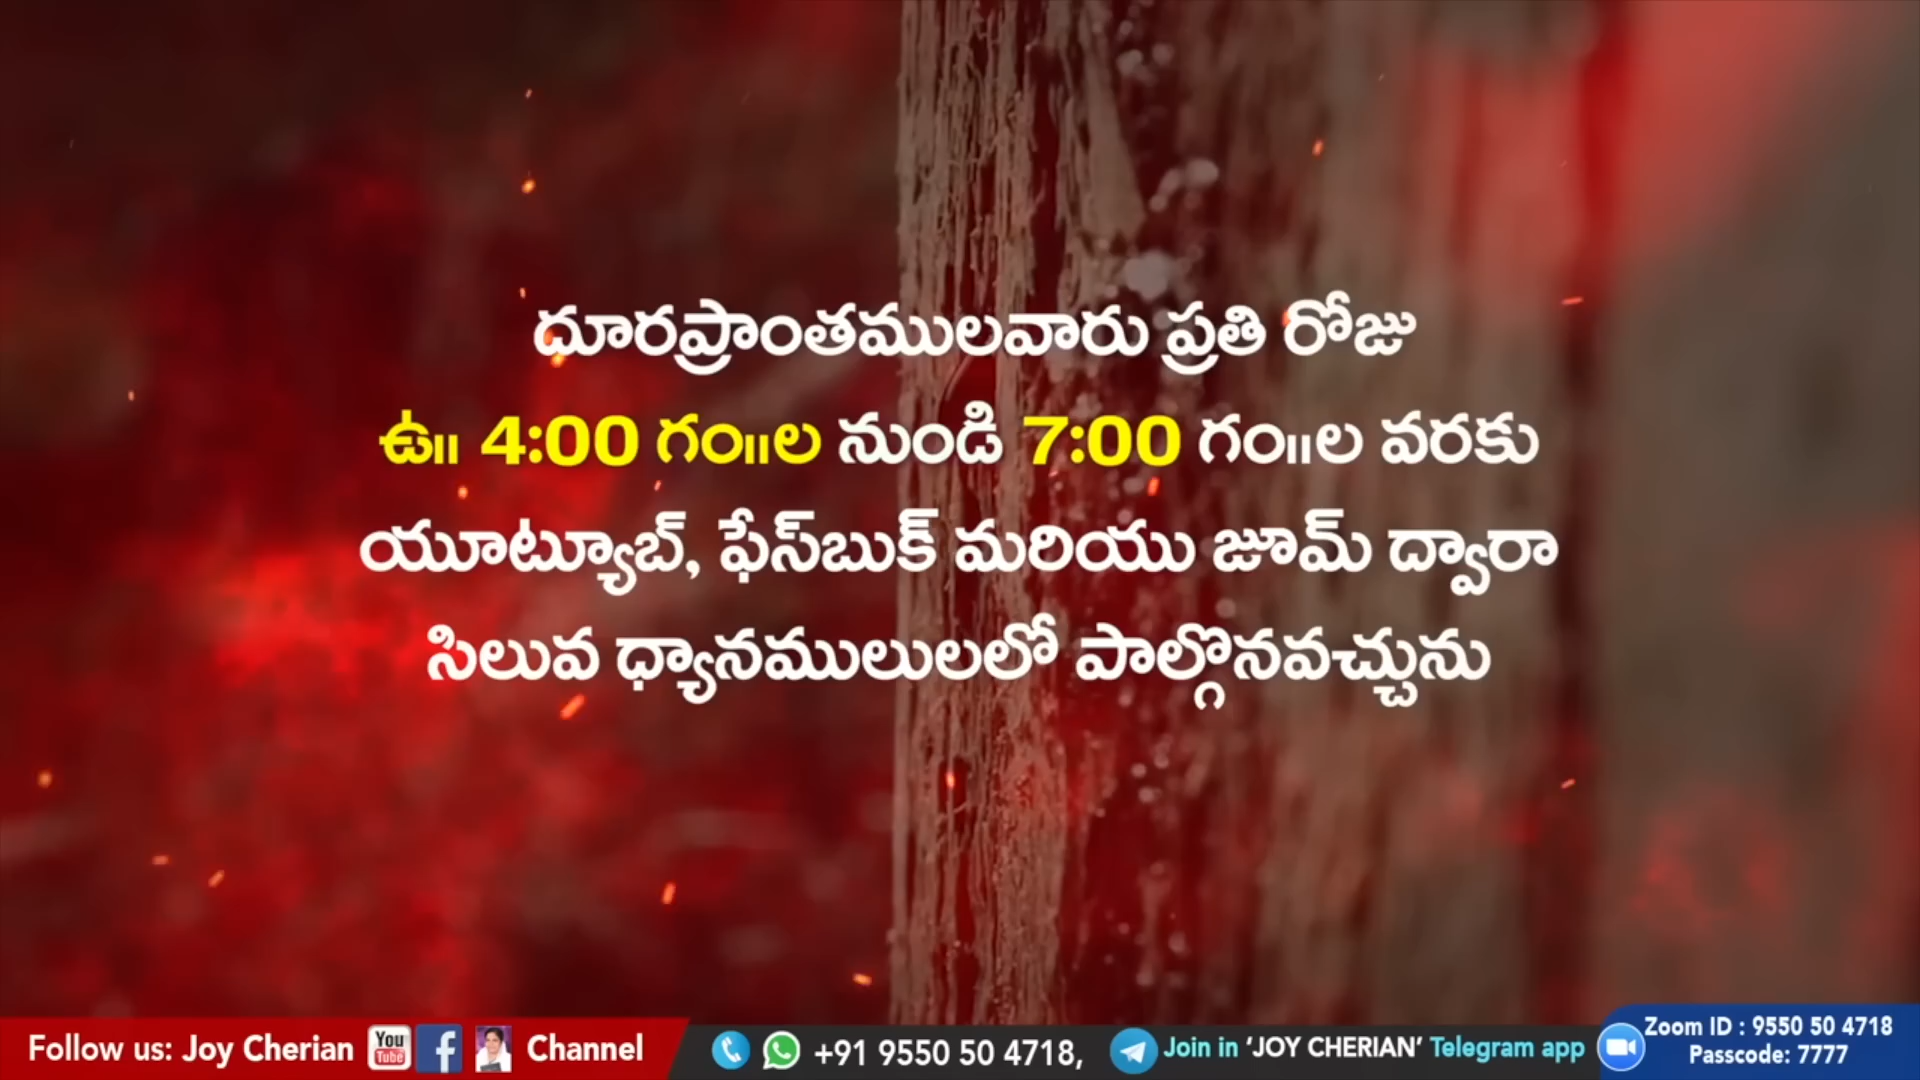 దూరప్రాంతములవారు ప్రతి రోజు
ఉ॥ 4:00 గం॥ల నుండి 7:00 గం॥ల వరకు
యూట్యూబ్, ఫేస్‌బుక్ మరియు జూమ్ ద్వారా
సిలువ ధ్యానములులలో పాల్గొనవచ్చును
Follow us: Joy Cherian You Tube f Channel
+91 9550 50 4718,
Join in ‘JOY CHERIAN’ Telegram app
Zoom ID : 9550 50 4718
Passcode: 7777